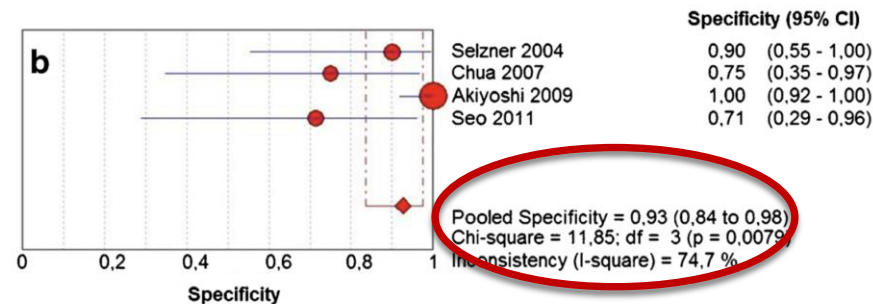 Specificity (95% CI)
b
Selzner 2004 0,90 (0,55 - 1,00)
Chua 2007 0,75 (0,35 - 0,97)
Akiyoshi 2009 1,00 (0,92 - 1,00)
Seo 2011 0,71 (0,29 - 0,96)
Pooled Specificity = 0,93 (0,84 to 0,98)
Chi-square = 11,85; df = 3 (p = 0,0079)
Inconsistency (I-square) = 74,7 %
0 0,2 0,4 0,6 0,8 1
Specificity